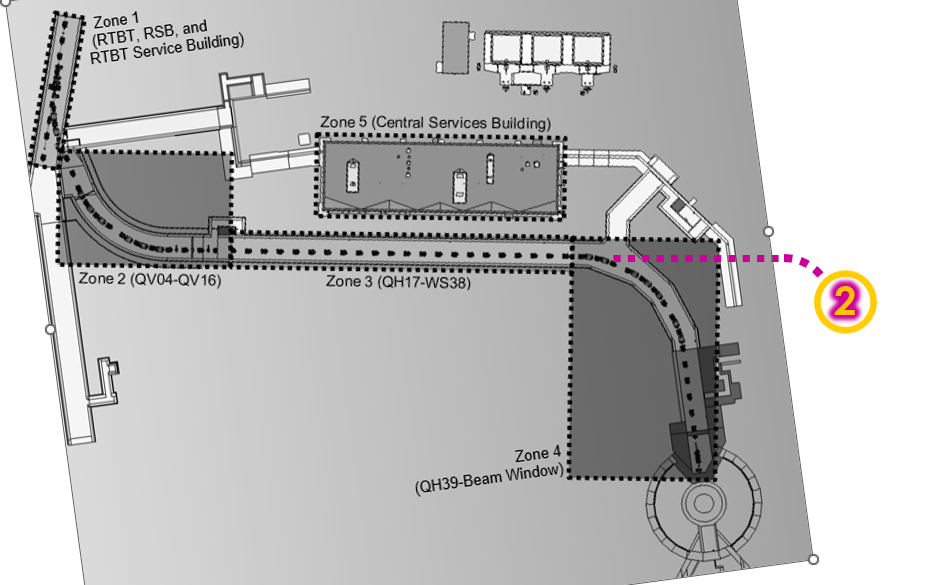 Zone 1
(RTBT, RSB, and
RTBT Service Building)
Zone 5 (Central Services Building)
Zone 2 (QV04-QV16)
Zone 3 (QH17-WS38)
2
Zone 4
(QH39-Beam Window)